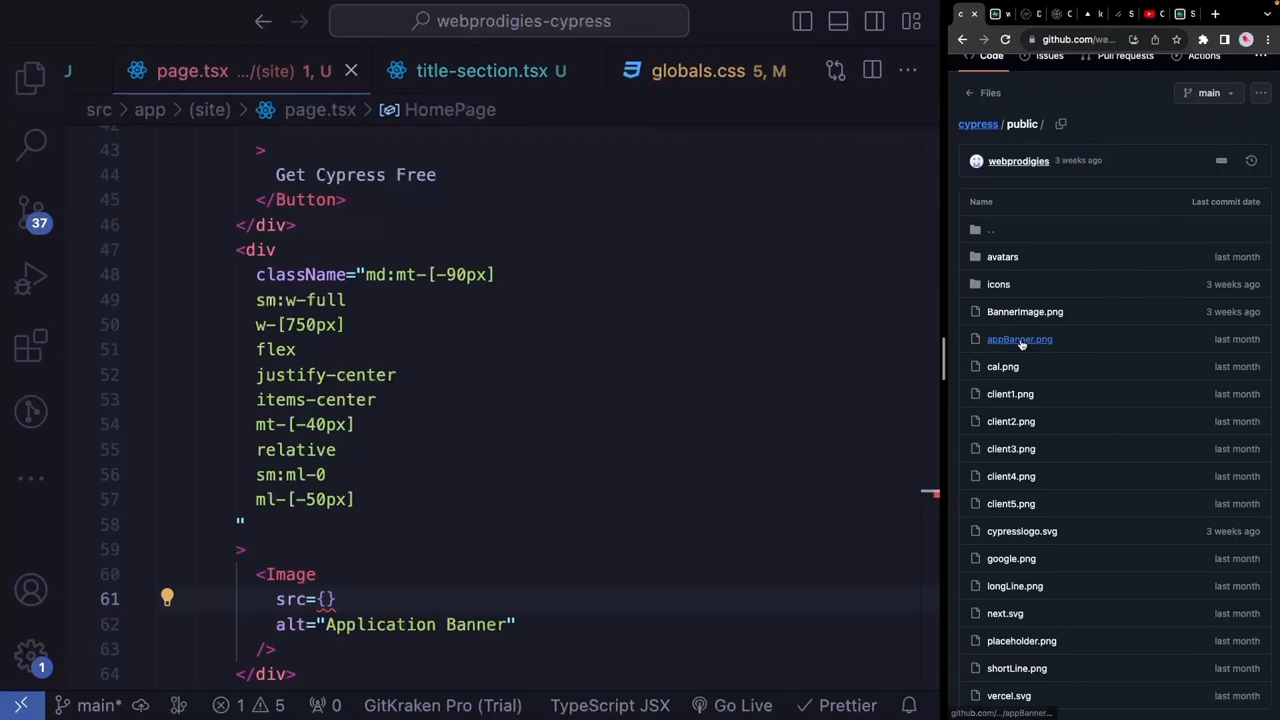 webprodigies-cypress
page.tsx .../(site) 1, U
title-section.tsx U
globals.css 5, M
src
app
(site)
page.tsx
HomePage
42
43 >
44 Get Cypress Free
45 </Button>
46 </div>
47 <div
48 className="md:mt-[-90px]
49 sm:w-full
50 w-[750px]
51 flex
52 justify-center
53 items-center
54 mt-[-40px]
55 relative
56 sm:ml-0
57 ml-[-50px]
58 "
59 >
60 <Image
61 src={}
62 alt="Application Banner"
63 />
64 </div>
37
1
main*
1 5
GitKraken Pro (Trial)
TypeScript JSX
Go Live
Prettier
github.com/we...
Code
Issues
Pull requests
Actions
Files
main
cypress / public /
webprodigies 3 weeks ago
Name Last commit date
..
avatars last month
icons 3 weeks ago
BannerImage.png 3 weeks ago
appBanner.png last month
cal.png last month
client1.png last month
client2.png last month
client3.png last month
client4.png last month
client5.png last month
cypresslogo.svg 3 weeks ago
google.png last month
longLine.png last month
next.svg last month
placeholder.png last month
shortLine.png last month
vercel.svg last month
github.com/.../appBanner...